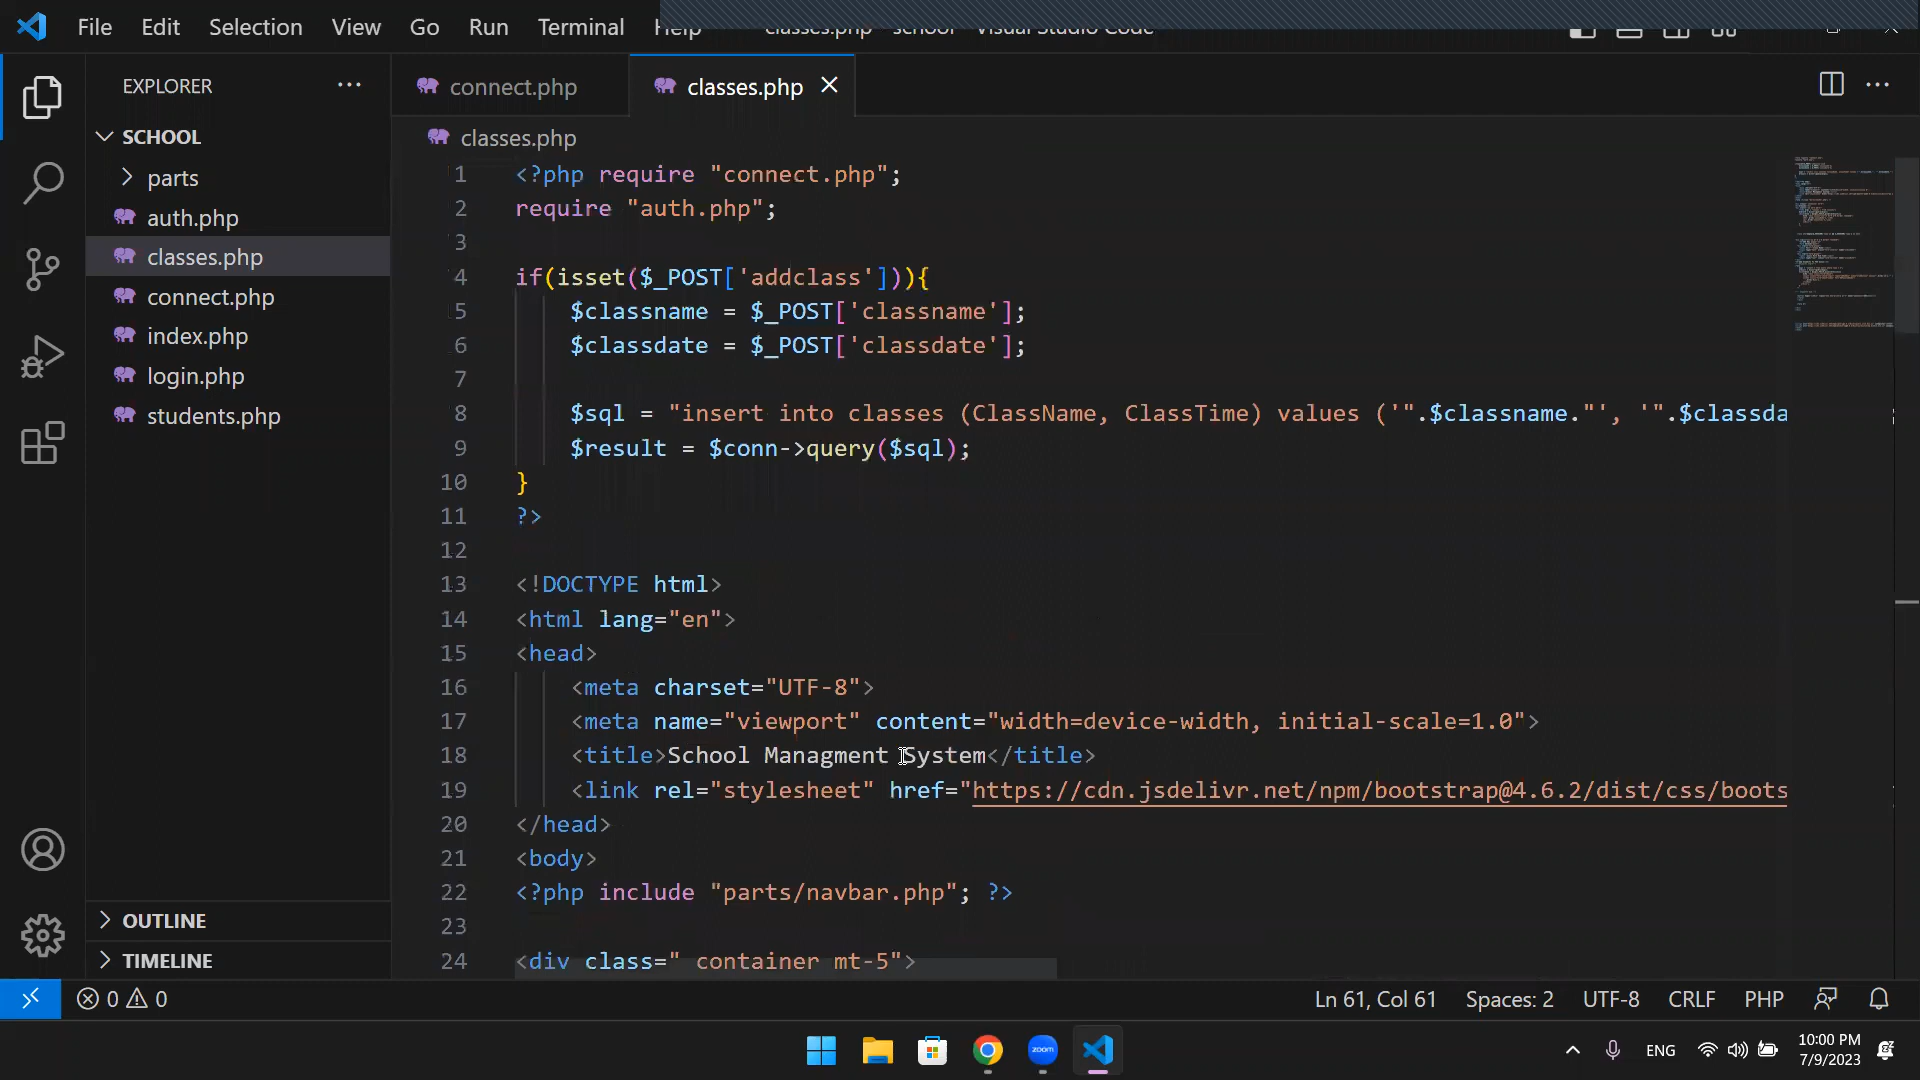 File Edit Selection View Go Run Terminal Help classes.php - school - Visual Studio Code
EXPLORER
connect.php
classes.php
SCHOOL
parts
auth.php
classes.php
connect.php
index.php
login.php
students.php
OUTLINE
TIMELINE
classes.php
1 <?php require "connect.php";
2 require "auth.php";
3
4 if(isset($_POST['addclass'])){
5 $classname = $_POST['classname'];
6 $classdate = $_POST['classdate'];
7
8 $sql = "insert into classes (ClassName, ClassTime) values ('".$classname."', '".$classda
9 $result = $conn->query($sql);
10 }
11 ?>
12
13 <!DOCTYPE html>
14 <html lang="en">
15 <head>
16 <meta charset="UTF-8">
17 <meta name="viewport" content="width=device-width, initial-scale=1.0">
18 <title>School Managment System</title>
19 <link rel="stylesheet" href="https://cdn.jsdelivr.net/npm/bootstrap@4.6.2/dist/css/boots
20 </head>
21 <body>
22 <?php include "parts/navbar.php"; ?>
23
24 <div class=" container mt-5">
0 0
Ln 61, Col 61 Spaces: 2 UTF-8 CRLF PHP
zoom
ENG
10:00 PM
7/9/2023